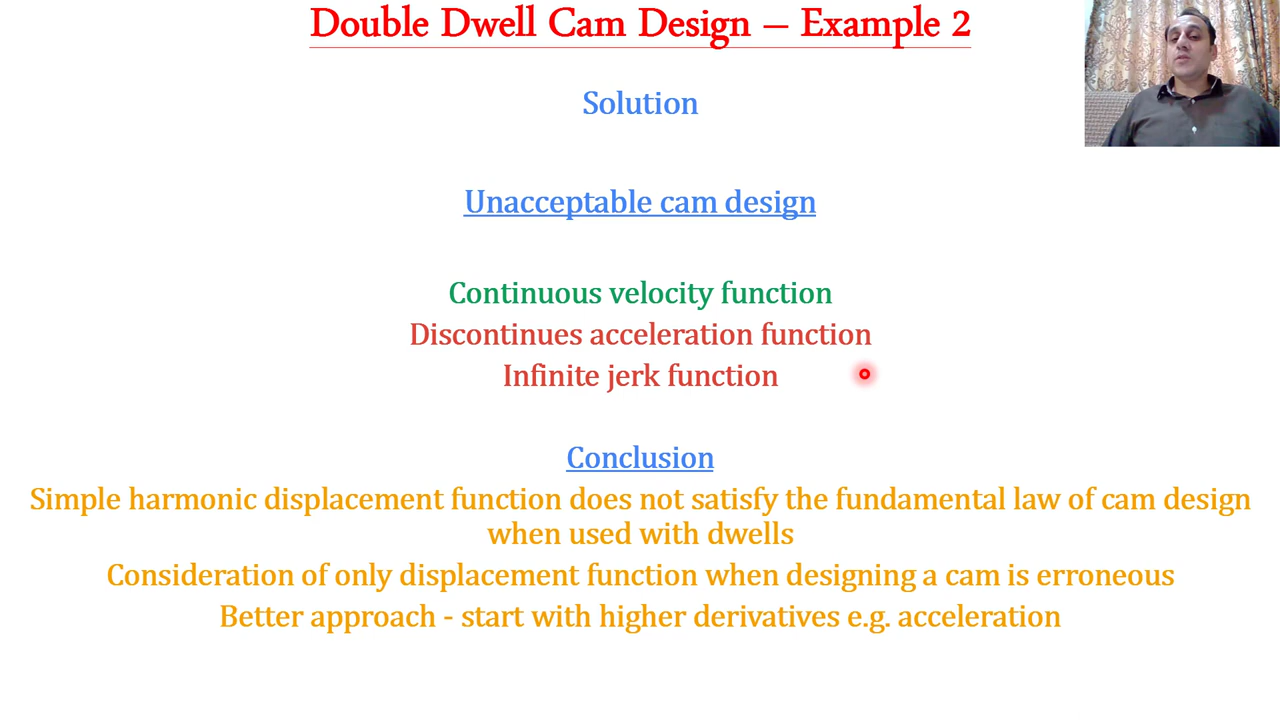 Double Dwell Cam Design – Example 2
Solution
Unacceptable cam design
Continuous velocity function
Discontinues acceleration function
Infinite jerk function
Conclusion
Simple harmonic displacement function does not satisfy the fundamental law of cam design
when used with dwells
Consideration of only displacement function when designing a cam is erroneous
Better approach - start with higher derivatives e.g. acceleration